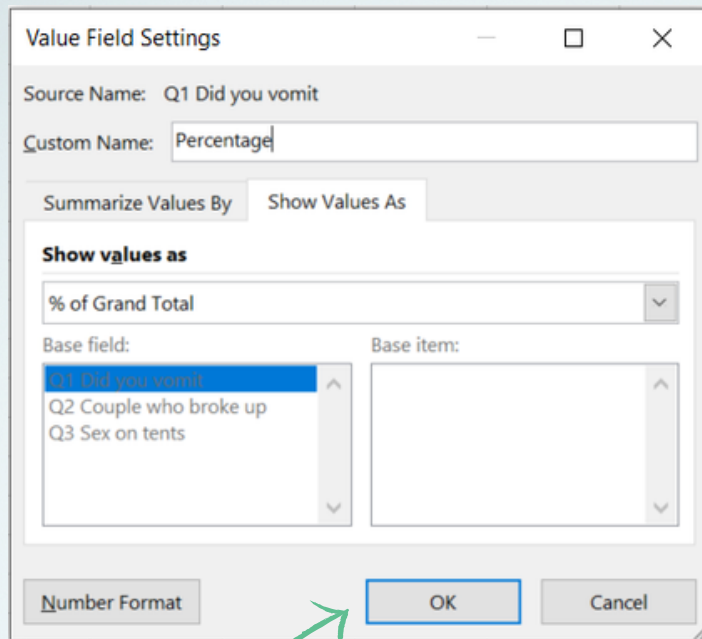 Value Field Settings
Source Name: Q1 Did you vomit
Custom Name: Percentage
Summarize Values By Show Values As
Show values as
% of Grand Total
Base field: Base item:
Q1 Did you vomit
Q2 Couple who broke up
Q3 Sex on tents
Number Format OK Cancel